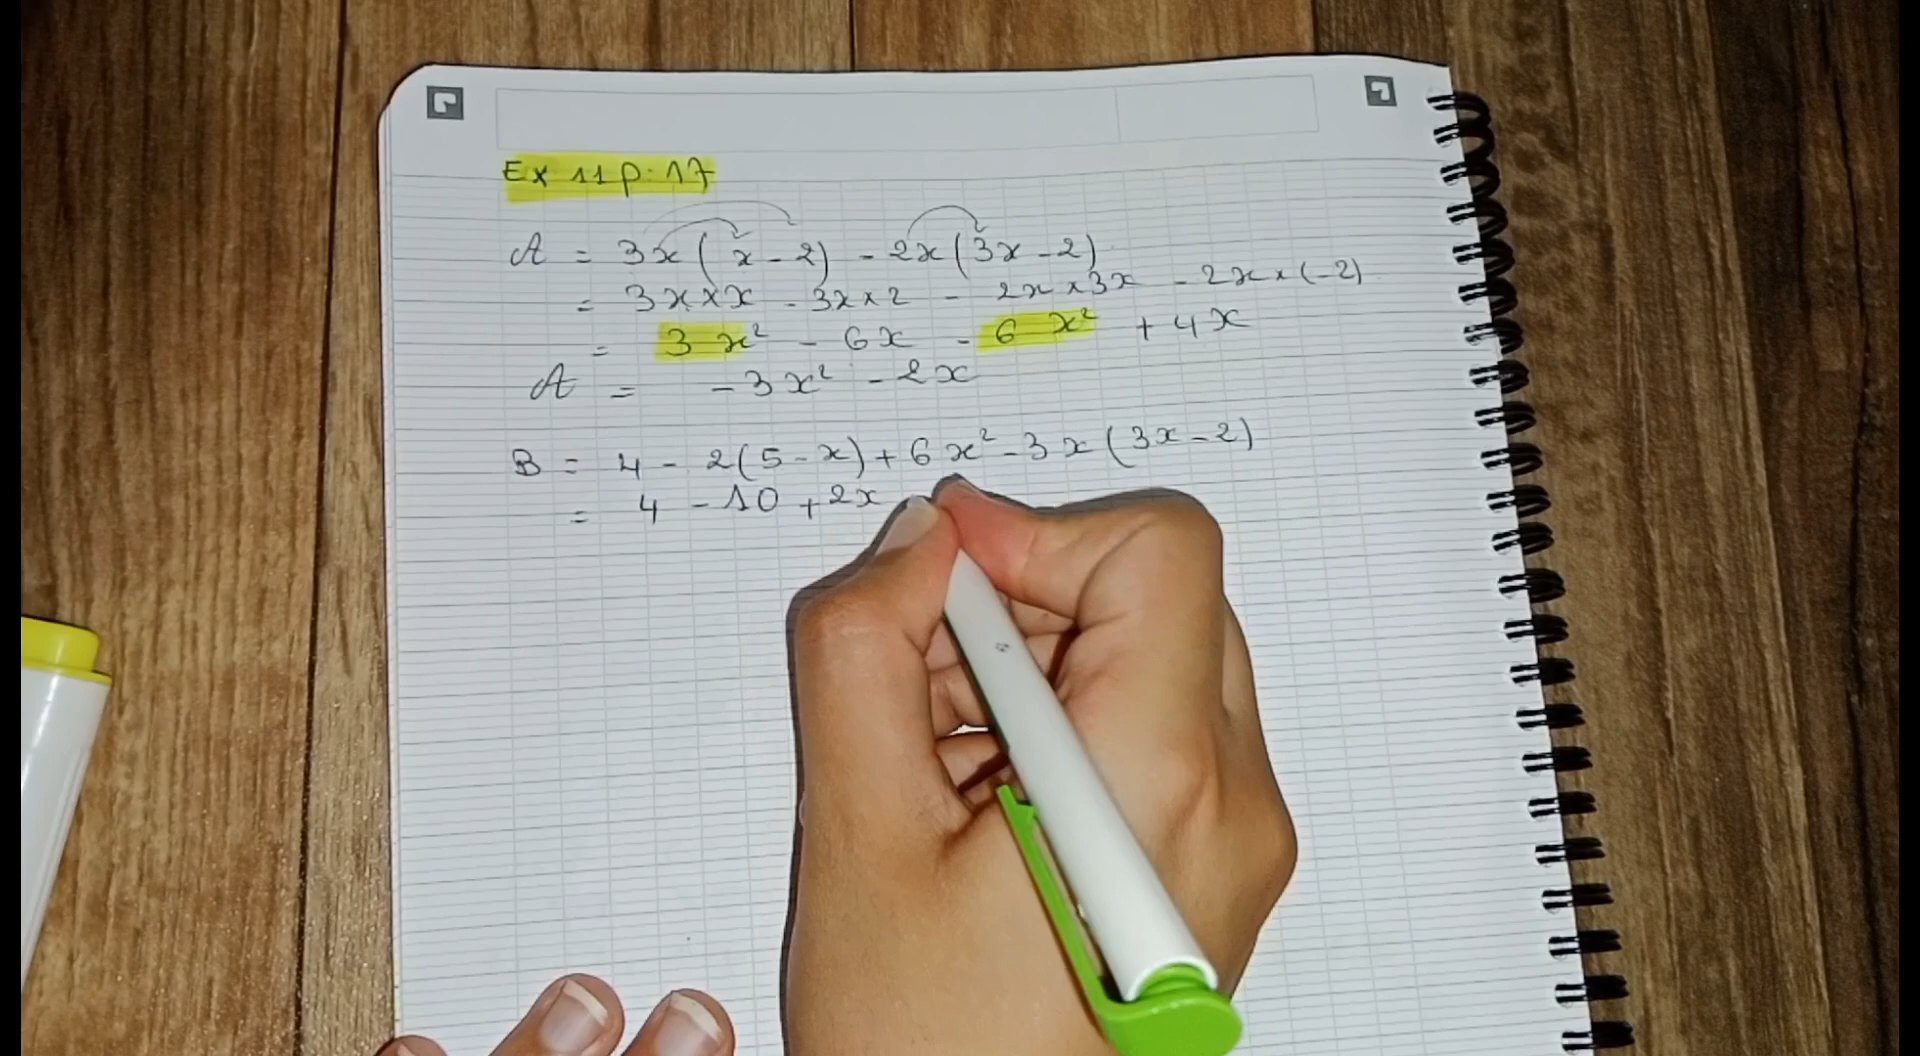 Ex 11 p. 17
A = 3x ( x - 2) - 2x (3x - 2)
= 3x × x - 3x × 2 - 2x × 3x - 2x × (-2)
= 3x² - 6x - 6x² + 4x
A = -3x² - 2x
B = 4 - 2(5 - x) + 6x² - 3x (3x - 2)
= 4 - 10 + 2x